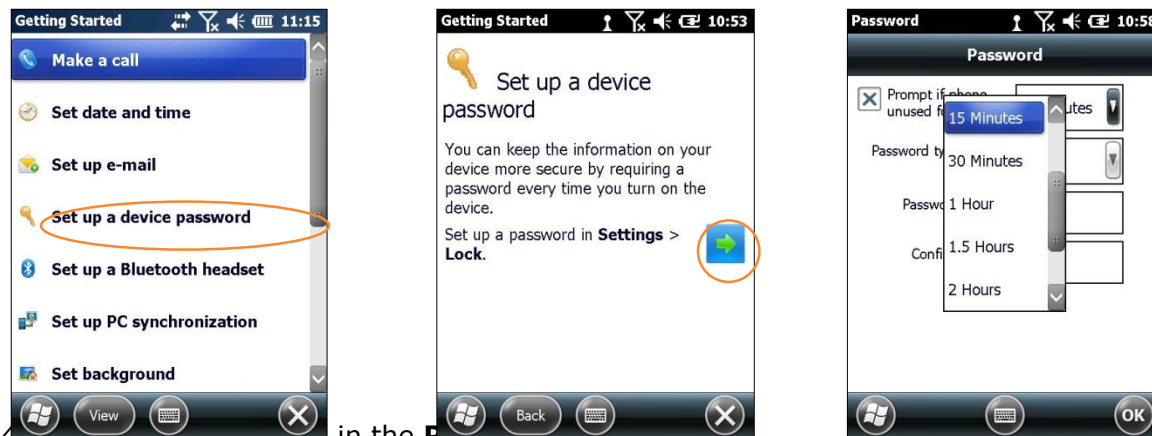 Getting Started 11:15
Make a call
Set date and time
Set up e-mail
Set up a device password
Set up a Bluetooth headset
Set up PC synchronization
Set background
View
Getting Started 10:53
Set up a device
password
You can keep the information on your
device more secure by requiring a
password every time you turn on the
device.
Set up a password in Settings >
Lock.
Back
Password 10:58
Password
Prompt if phone
unused
15 Minutes
30 Minutes
1 Hour
1.5 Hours
2 Hours
Password
OK
in the